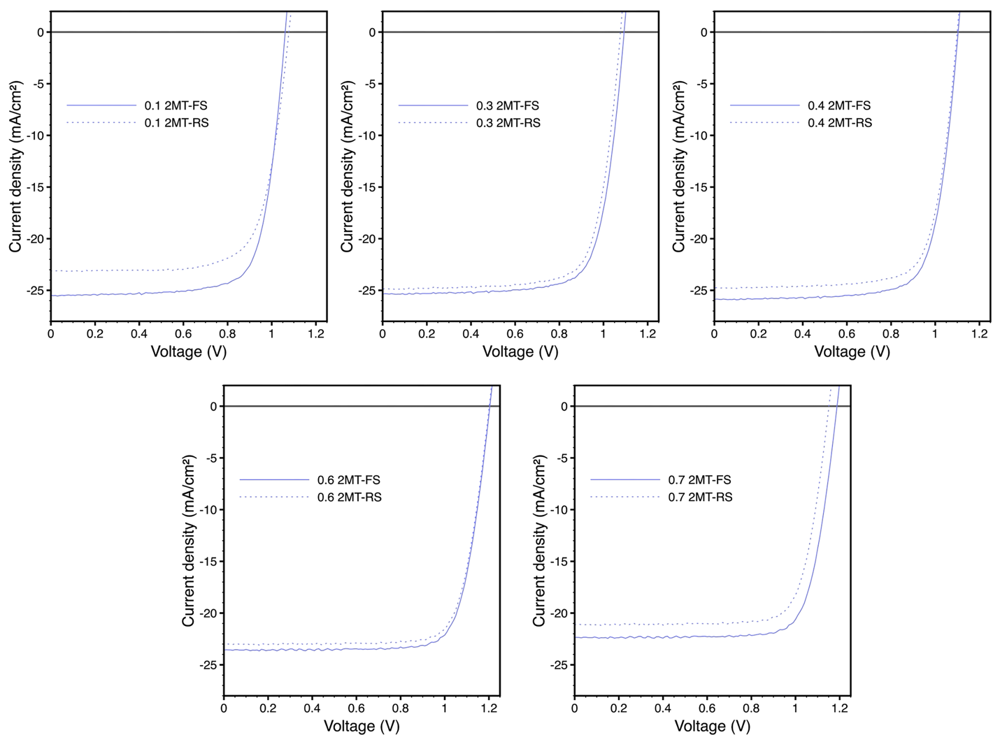 0
-5
-10
-15
-20
-25
Current density (mA/cm²)
0.1 2MT-FS
0.1 2MT-RS
0 0.2 0.4 0.6 0.8 1 1.2
Voltage (V)
0
-5
-10
-15
-20
-25
Current density (mA/cm²)
0.3 2MT-FS
0.3 2MT-RS
0 0.2 0.4 0.6 0.8 1 1.2
Voltage (V)
0
-5
-10
-15
-20
-25
Current density (mA/cm²)
0.4 2MT-FS
0.4 2MT-RS
0 0.2 0.4 0.6 0.8 1 1.2
Voltage (V)
0
-5
-10
-15
-20
-25
Current density (mA/cm²)
0.6 2MT-FS
0.6 2MT-RS
0 0.2 0.4 0.6 0.8 1 1.2
Voltage (V)
0
-5
-10
-15
-20
-25
Current density (mA/cm²)
0.7 2MT-FS
0.7 2MT-RS
0 0.2 0.4 0.6 0.8 1 1.2
Voltage (V)